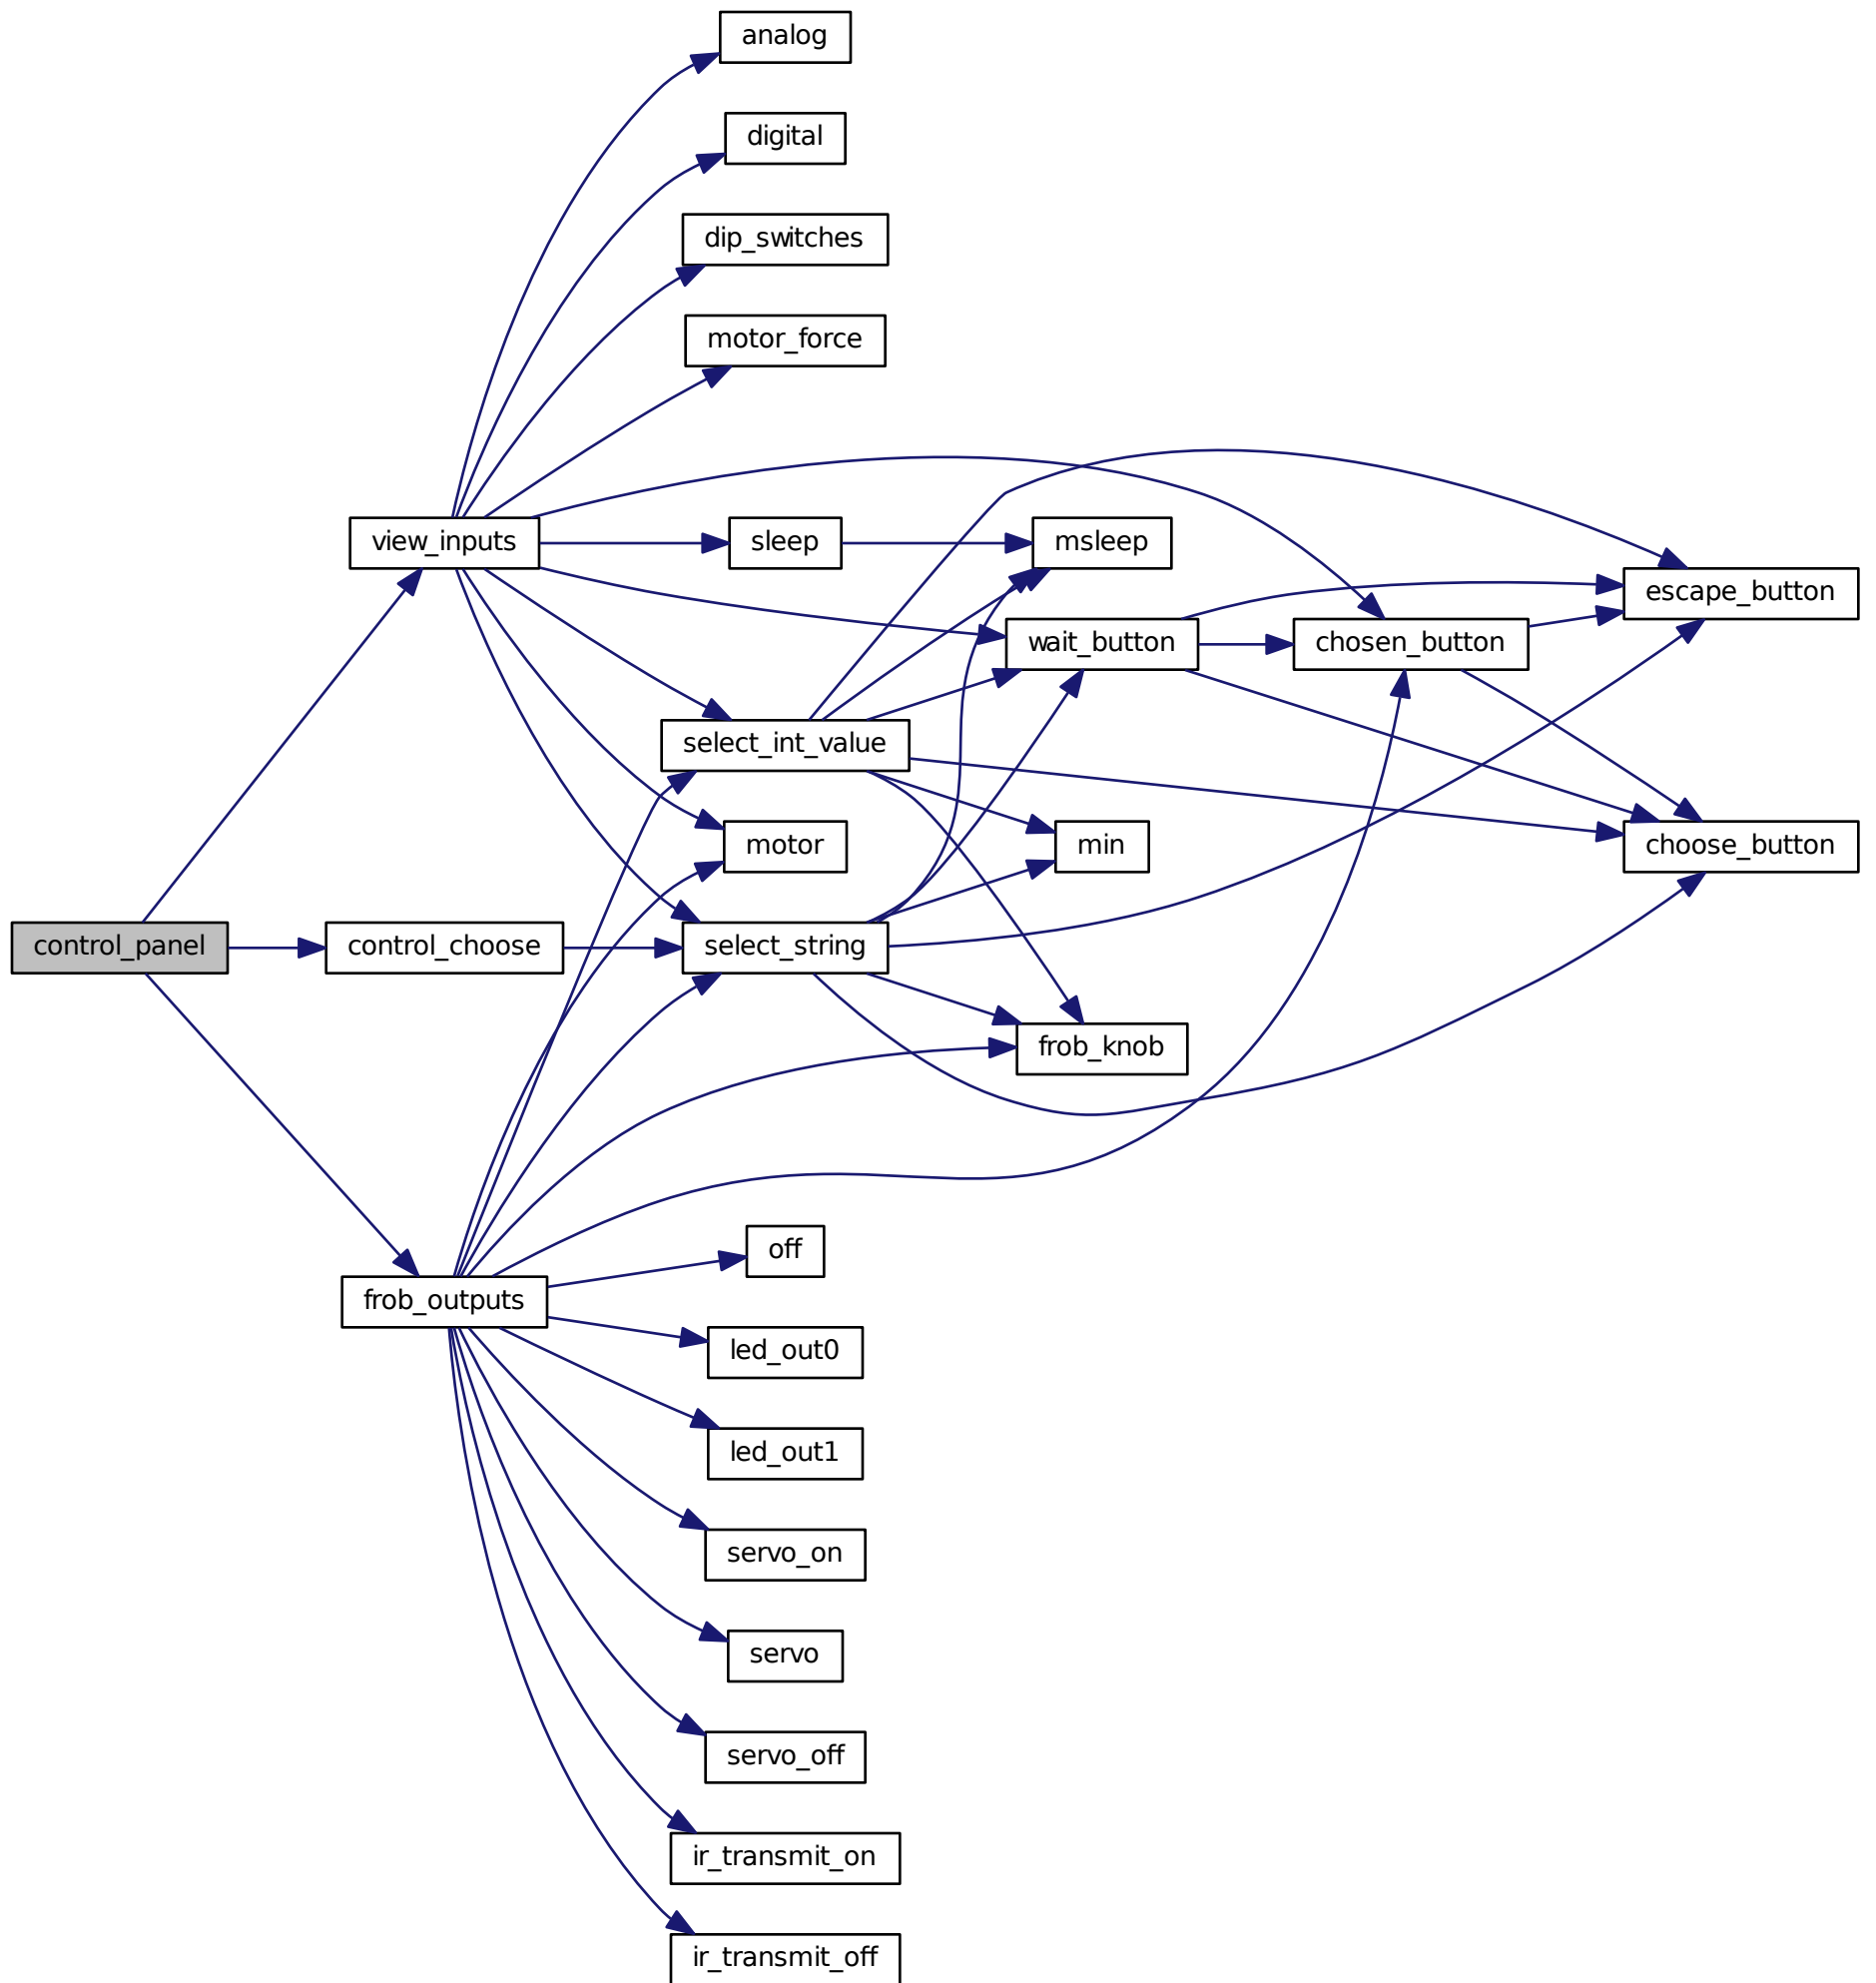 analog
digital
dip_switches
motor_force
view_inputs
sleep
msleep
escape_button
wait_button
chosen_button
select_int_value
motor
min
choose_button
control_panel
control_choose
select_string
frob_knob
off
frob_outputs
led_out0
led_out1
servo_on
servo
servo_off
ir_transmit_on
ir_transmit_off